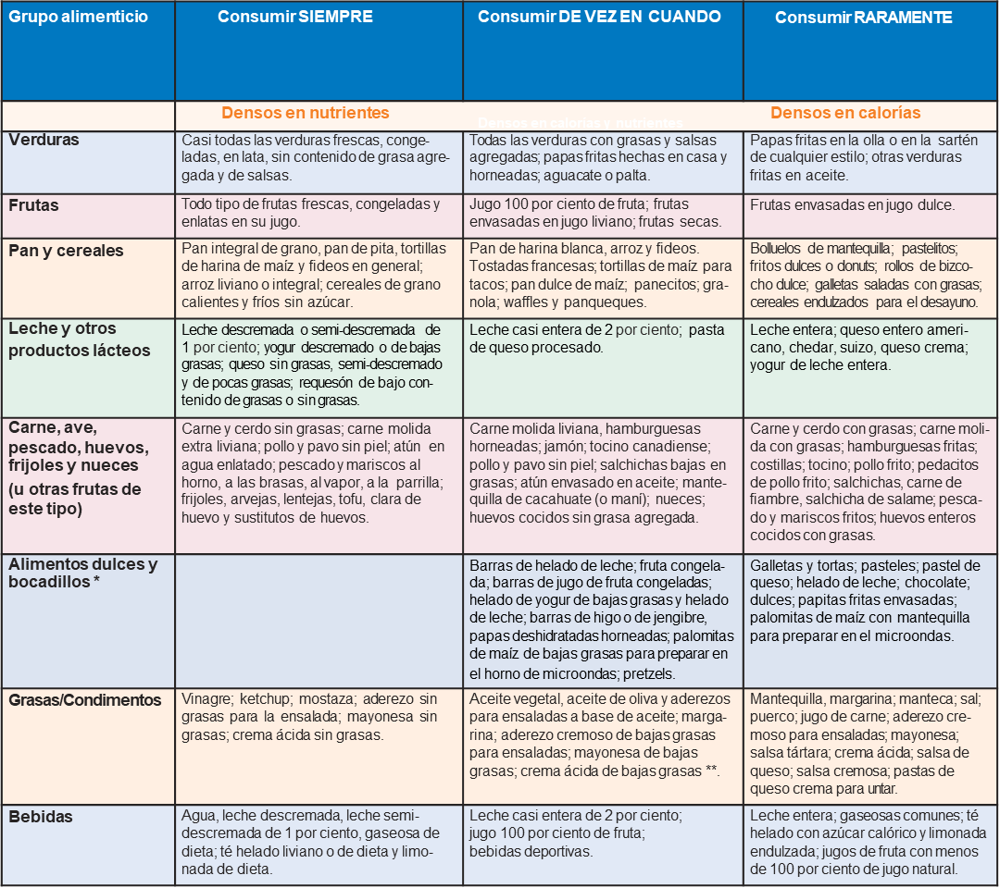 Grupo alimenticio
Consumir SIEMPRE
Consumir DE VEZ EN CUANDO
Consumir RARAMENTE
Densos en nutrientes
Densos en calorías y nutrientes
Densos en calorías
Verduras
Casi todas las verduras frescas, conge-
ladas, en lata, sin contenido de grasa agre-
gada y de salsas.
Todas las verduras con grasas y salsas
agregadas; papas fritas hechas en casa y
horneadas; aguacate o palta.
Papas fritas en la olla o en la sartén
de cualquier estilo; otras verduras
fritas en aceite.
Frutas
Todo tipo de frutas frescas, congeladas y
enlatas en su jugo.
Jugo 100 por ciento de fruta; frutas
envasadas en jugo liviano; frutas secas.
Frutas envasadas en jugo dulce.
Pan y cereales
Pan integral de grano, pan de pita, tortillas
de harina de maíz y fideos en general;
arroz liviano o integral; cereales de grano
calientes y fríos sin azúcar.
Pan de harina blanca, arroz y fideos.
Tostadas francesas; tortillas de maíz para
tacos; pan dulce de maíz; panecitos; gra-
nola; waffles y panqueques.
Bolluelos de mantequilla; pastelitos;
fritos dulces o donuts; rollos de bizco-
cho dulce; galletas saladas con grasas;
cereales endulzados para el desayuno.
Leche y otros
productos lácteos
Leche descremada o semi-descremada de
1 por ciento; yogur descremado o de bajas
grasas; queso sin grasas, semi-descremado
y de pocas grasas; requesón de bajo con-
tenido de grasas o sin grasas.
Leche casi entera de 2 por ciento; pasta
de queso procesado.
Leche entera; queso entero ameri-
cano, chedar, suizo, queso crema;
yogur de leche entera.
Carne, ave,
pescado, huevos,
frijoles y nueces
(u otras frutas de
este tipo)
Carne y cerdo sin grasas; carne molida
extra liviana; pollo y pavo sin piel; atún en
agua enlatado; pescado y mariscos al
horno, a las brasas, al vapor, a la parrilla;
frijoles, arvejas, lentejas, tofu, clara de
huevo y sustitutos de huevos.
Carne molida liviana, hamburguesas
horneadas; jamón; tocino canadiense;
pollo y pavo sin piel; salchichas bajas en
grasas; atún envasado en aceite; mante-
quilla de cacahuate (o maní); nueces;
huevos cocidos sin grasa agregada.
Carne y cerdo con grasas; carne moli-
da con grasas; hamburguesas fritas;
costillas; tocino; pollo frito; pedacitos
de pollo frito; salchichas, carne de
fiambre, salchicha de salame; pesca-
do y mariscos fritos; huevos enteros
cocidos con grasas.
Alimentos dulces y
bocadillos *
Barras de helado de leche; fruta congela-
da; barras de jugo de fruta congeladas;
helado de yogur de bajas grasas y helado
de leche; barras de higo o de jengibre,
papas deshidratadas horneadas; palomitas
de maíz de bajas grasas para preparar en
el horno de microondas; pretzels.
Galletas y tortas; pasteles; pastel de
queso; helado de leche; chocolate;
dulces; papitas fritas envasadas;
palomitas de maíz con mantequilla
para preparar en el microondas.
Grasas/Condimentos
Vinagre; ketchup; mostaza; aderezo sin
grasas para la ensalada; mayonesa sin
grasas; crema ácida sin grasas.
Aceite vegetal, aceite de oliva y aderezos
para ensaladas a base de aceite; marga-
rina; aderezo cremoso de bajas grasas
para ensaladas; mayonesa de bajas
grasas; crema ácida de bajas grasas **.
Mantequilla, margarina; manteca; sal;
puerco; jugo de carne; aderezo cre-
moso para ensaladas; mayonesa;
salsa tártara; crema ácida; salsa de
queso; salsa cremosa; pastas de
queso crema para untar.
Bebidas
Agua, leche descremada, leche semi-
descremada de 1 por ciento, gaseosa de
dieta; té helado liviano o de dieta y limo-
nada de dieta.
Leche casi entera de 2 por ciento;
jugo 100 por ciento de fruta;
bebidas deportivas.
Leche entera; gaseosas comunes; té
helado con azúcar calórico y limonada
endulzada; jugos de fruta con menos
de 100 por ciento de jugo natural.